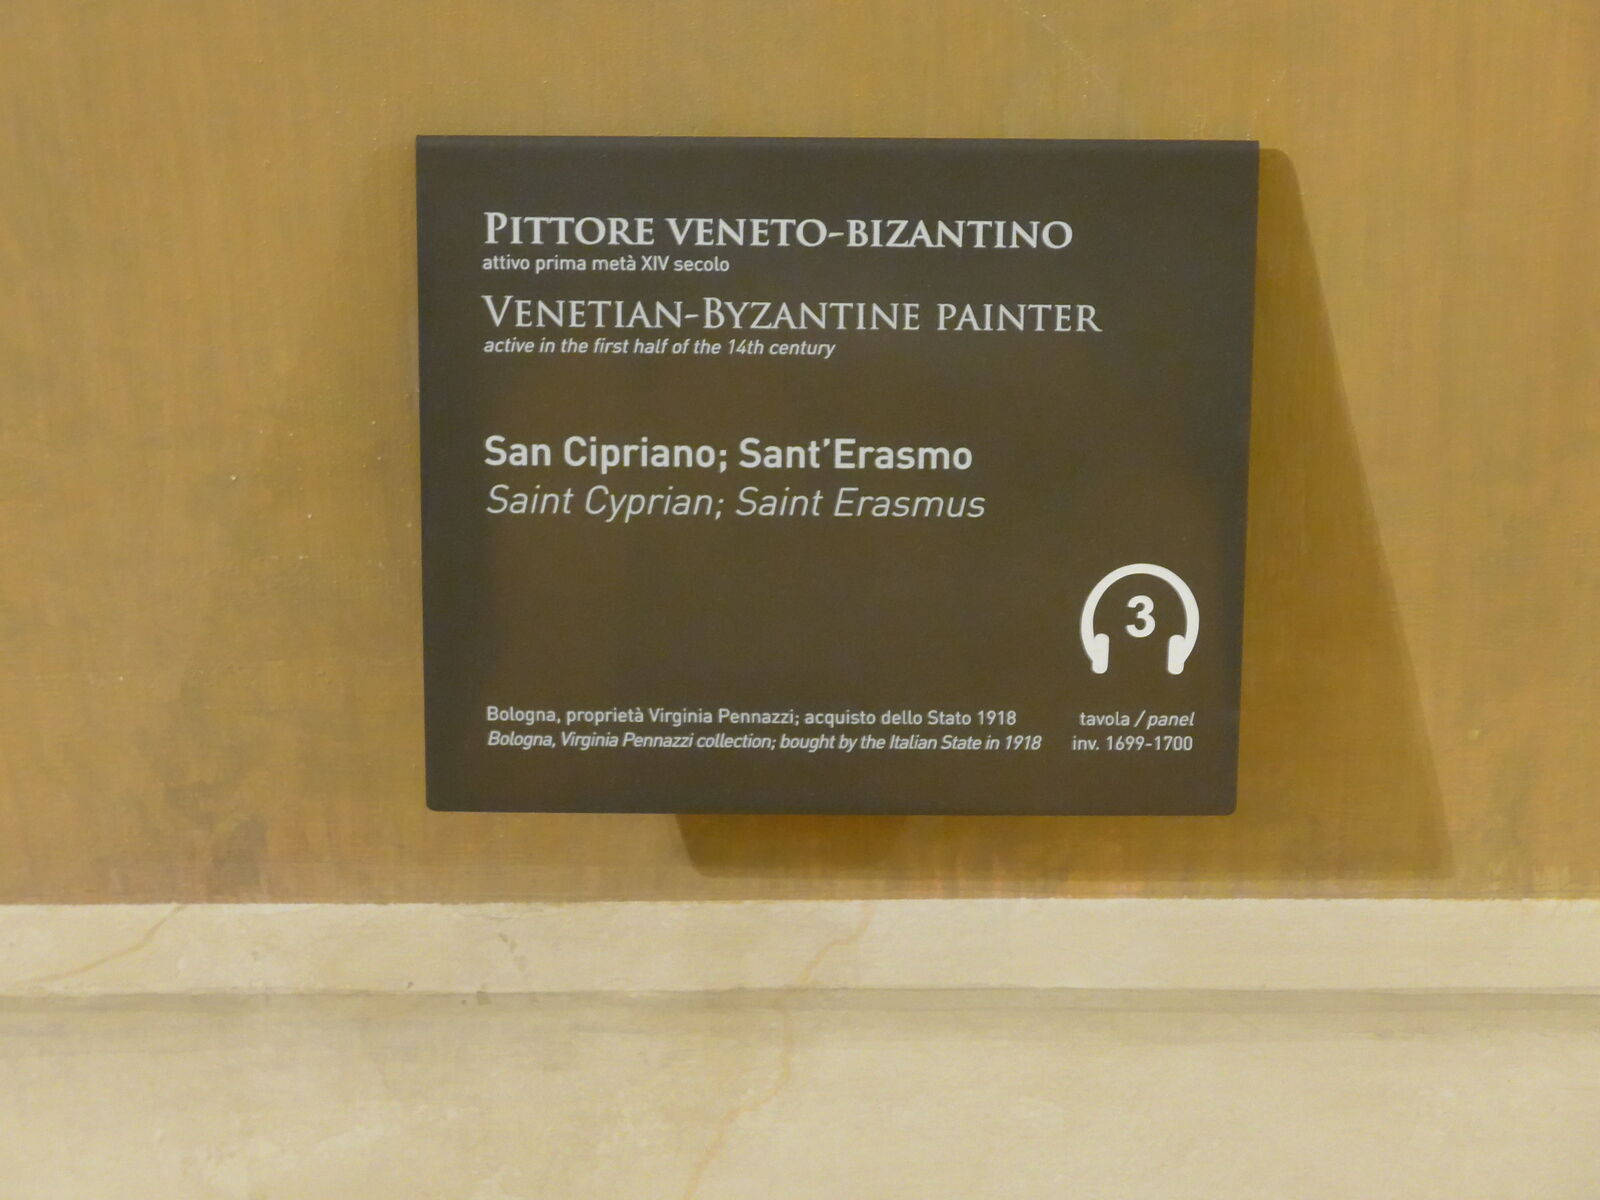 PITTORE VENETO-BIZANTINO
attivo prima metà XIV secolo
VENETIAN-BYZANTINE PAINTER
active in the first half of the 14th century
San Cipriano; Sant'Erasmo
Saint Cyprian; Saint Erasmus
3
Bologna, proprietà Virginia Pennazzi; acquisto dello Stato 1918
Bologna, Virginia Pennazzi collection; bought by the Italian State in 1918
tavola / panel
inv. 1699-1700